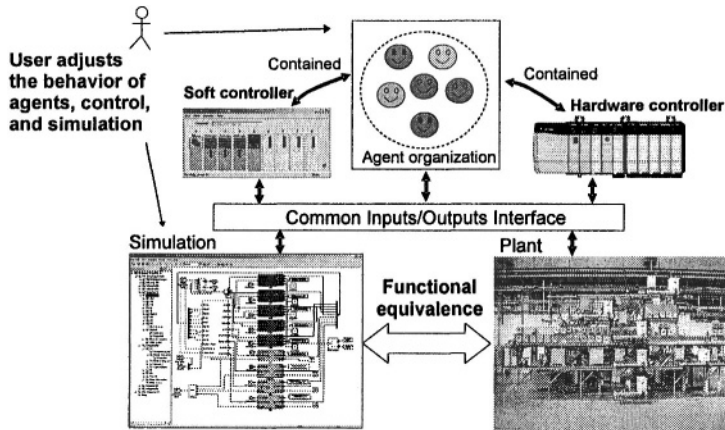 User adjusts
the behavior of
agents, control,
and simulation
Contained
Contained
Soft controller
Hardware controller
Agent organization
Common Inputs/Outputs Interface
Simulation
Plant
Functional
equivalence